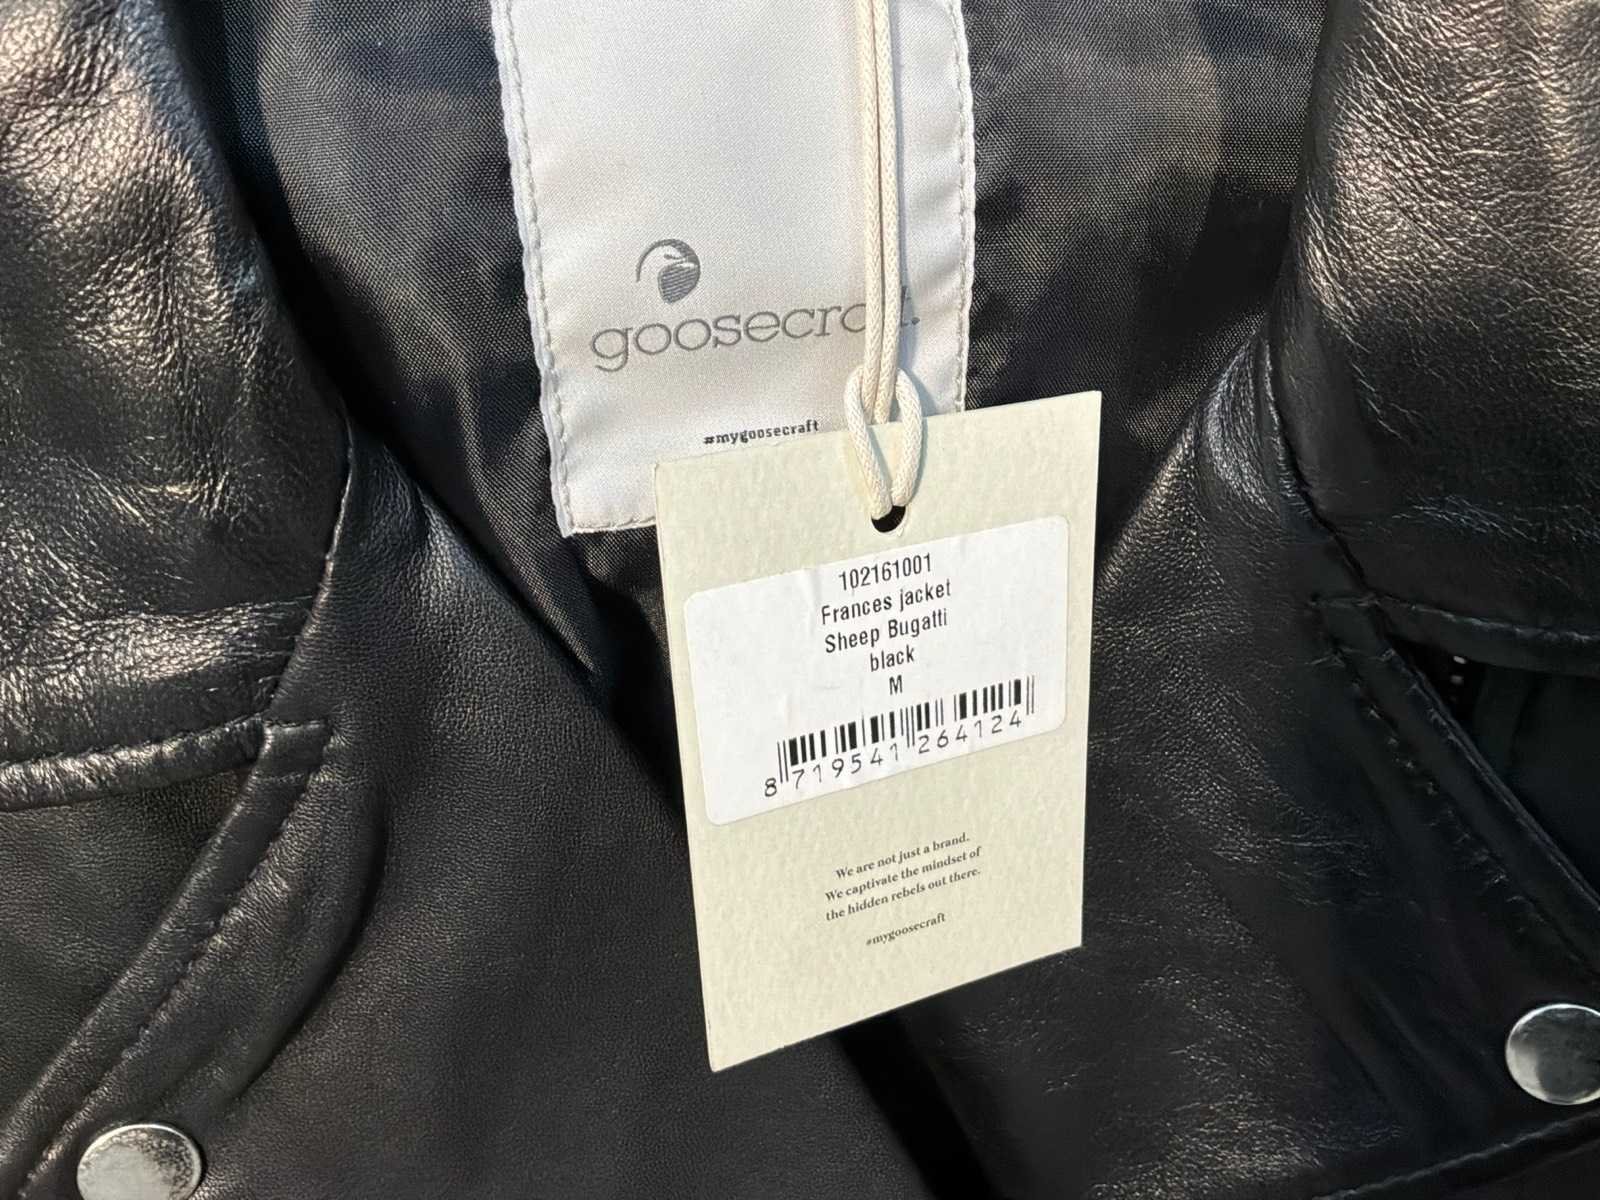 goosecraft.
#mygoosecraft
102161001
Frances jacket
Sheep Bugatti
black
M
8 719541 264124
We are not just a brand.
We captivate the mindset of
the hidden rebels out there.
#mygoosecraft